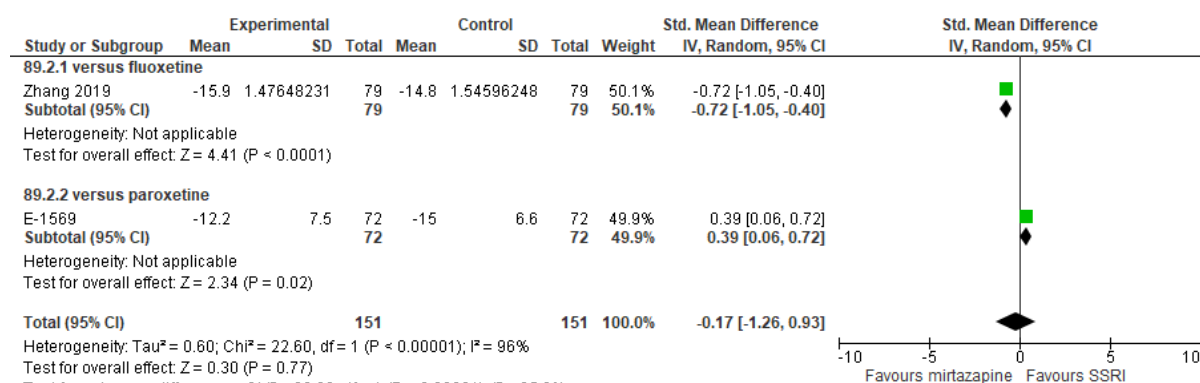 Experimental Control Std. Mean Difference Std. Mean Difference
Study or Subgroup Mean SD Total Mean SD Total Weight IV, Random, 95% CI IV, Random, 95% CI
89.2.1 versus fluoxetine
Zhang 2019 -15.9 1.47648231 79 -14.8 1.54596248 79 50.1% -0.72 [-1.05, -0.40]
Subtotal (95% CI) 79 79 50.1% -0.72 [-1.05, -0.40]
Heterogeneity: Not applicable
Test for overall effect: Z = 4.41 (P < 0.0001)
89.2.2 versus paroxetine
E-1569 -12.2 7.5 72 -15 6.6 72 49.9% 0.39 [0.06, 0.72]
Subtotal (95% CI) 72 72 49.9% 0.39 [0.06, 0.72]
Heterogeneity: Not applicable
Test for overall effect: Z = 2.34 (P = 0.02)
Total (95% CI) 151 151 100.0% -0.17 [-1.26, 0.93]
Heterogeneity: Tau² = 0.60; Chi² = 22.60, df = 1 (P < 0.00001); I² = 96%
Test for overall effect: Z = 0.30 (P = 0.77)
-10 -5 0 5 10
Favours mirtazapine Favours SSRI